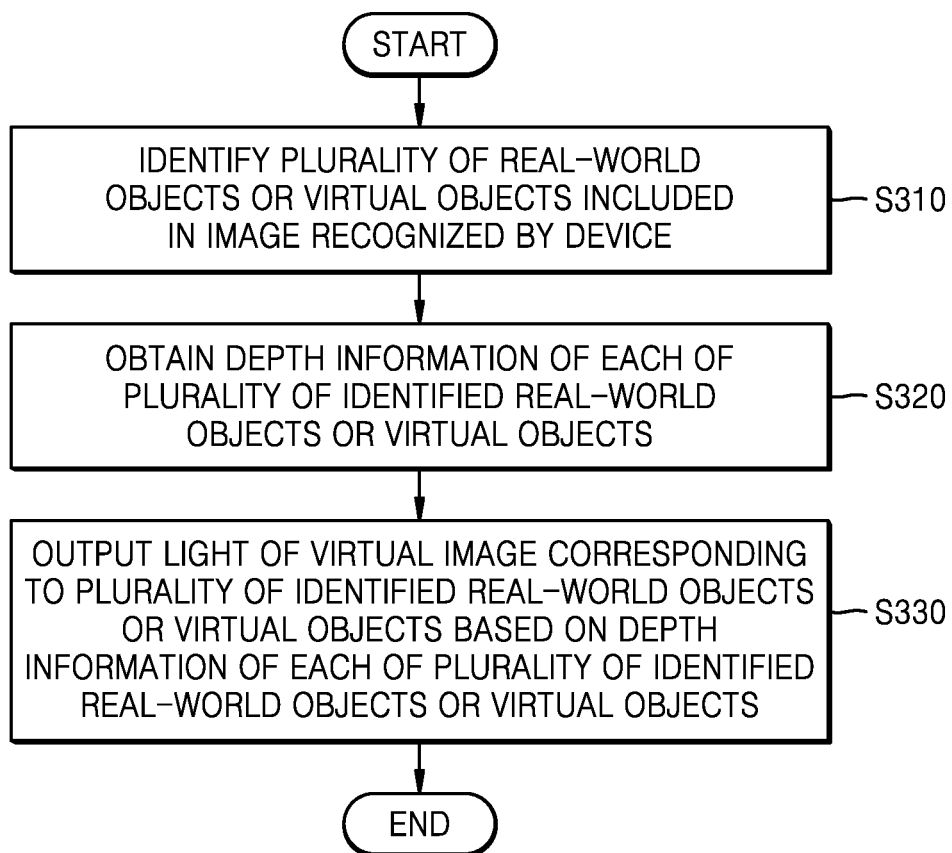 START
IDENTIFY PLURALITY OF REAL-WORLD
OBJECTS OR VIRTUAL OBJECTS INCLUDED
IN IMAGE RECOGNIZED BY DEVICE
S310
OBTAIN DEPTH INFORMATION OF EACH OF
PLURALITY OF IDENTIFIED REAL-WORLD
OBJECTS OR VIRTUAL OBJECTS
S320
OUTPUT LIGHT OF VIRTUAL IMAGE CORRESPONDING
TO PLURALITY OF IDENTIFIED REAL-WORLD OBJECTS
OR VIRTUAL OBJECTS BASED ON DEPTH
INFORMATION OF EACH OF PLURALITY OF IDENTIFIED
REAL-WORLD OBJECTS OR VIRTUAL OBJECTS
S330
END